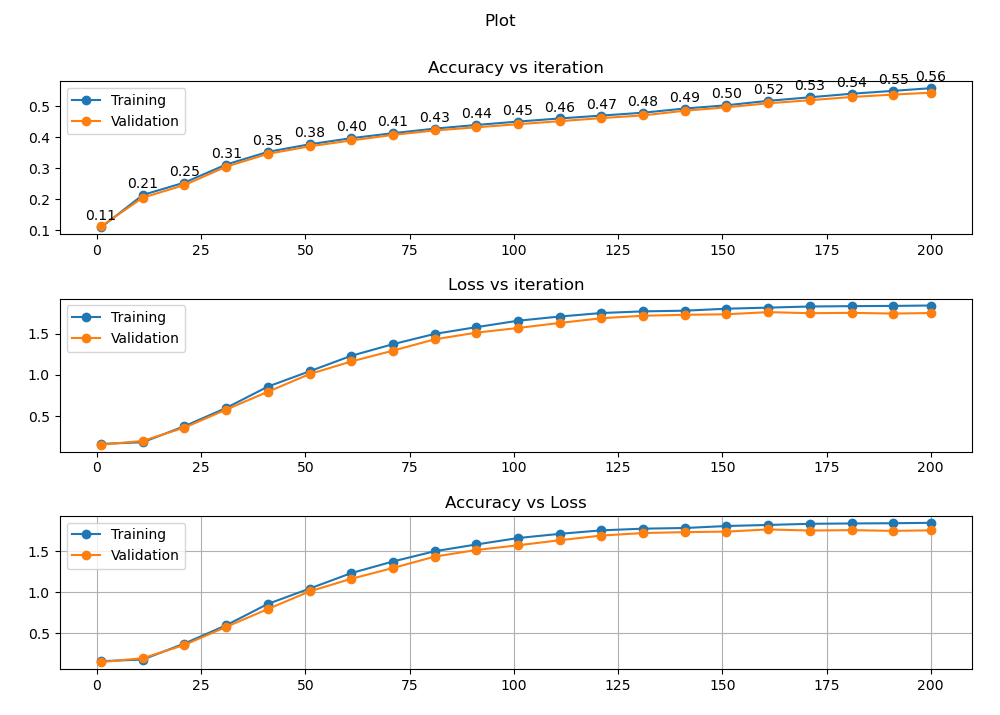 Plot
Accuracy vs iteration
Training
Validation
0.11 0.21 0.25 0.31 0.35 0.38 0.40 0.41 0.43 0.44 0.45 0.46 0.47 0.48 0.49 0.50 0.52 0.53 0.54 0.55 0.56
0.5
0.4
0.3
0.2
0.1
0 25 50 75 100 125 150 175 200
Loss vs iteration
Training
Validation
1.5
1.0
0.5
0 25 50 75 100 125 150 175 200
Accuracy vs Loss
Training
Validation
1.5
1.0
0.5
0 25 50 75 100 125 150 175 200